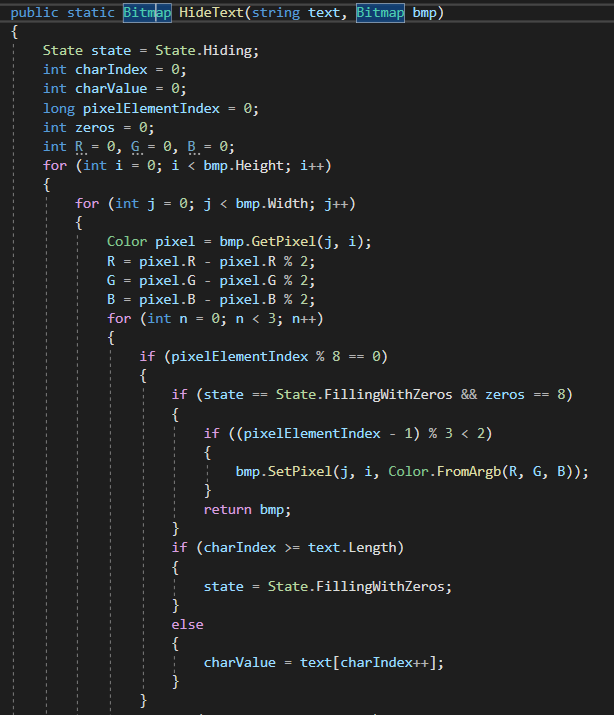 public static Bitmap HideText(string text, Bitmap bmp)
{
    State state = State.Hiding;
    int charIndex = 0;
    int charValue = 0;
    long pixelElementIndex = 0;
    int zeros = 0;
    int R = 0, G = 0, B = 0;
    for (int i = 0; i < bmp.Height; i++)
    {
        for (int j = 0; j < bmp.Width; j++)
        {
            Color pixel = bmp.GetPixel(j, i);
            R = pixel.R - pixel.R % 2;
            G = pixel.G - pixel.G % 2;
            B = pixel.B - pixel.B % 2;
            for (int n = 0; n < 3; n++)
            {
                if (pixelElementIndex % 8 == 0)
                {
                    if (state == State.FillingWithZeros && zeros == 8)
                    {
                        if ((pixelElementIndex - 1) % 3 < 2)
                        {
                            bmp.SetPixel(j, i, Color.FromArgb(R, G, B));
                        }
                        return bmp;
                    }
                    if (charIndex >= text.Length)
                    {
                        state = State.FillingWithZeros;
                    }
                    else
                    {
                        charValue = text[charIndex++];
                    }
                }